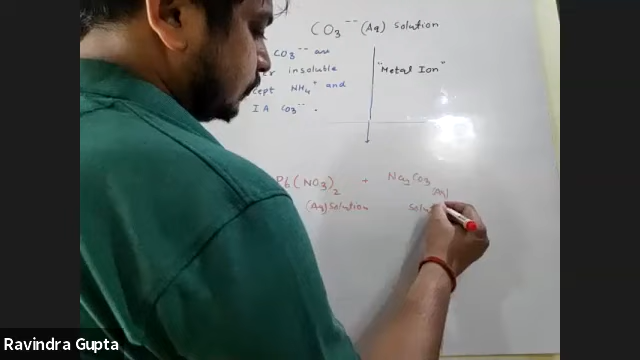 CO3-- (Aq) solution
CO3-- are
insoluble
NH4+ and
IA CO3--.
"Metal Ion"
Pb(NO3)2 + Na2CO3
(Aq)
(Aq) solution
Ravindra Gupta